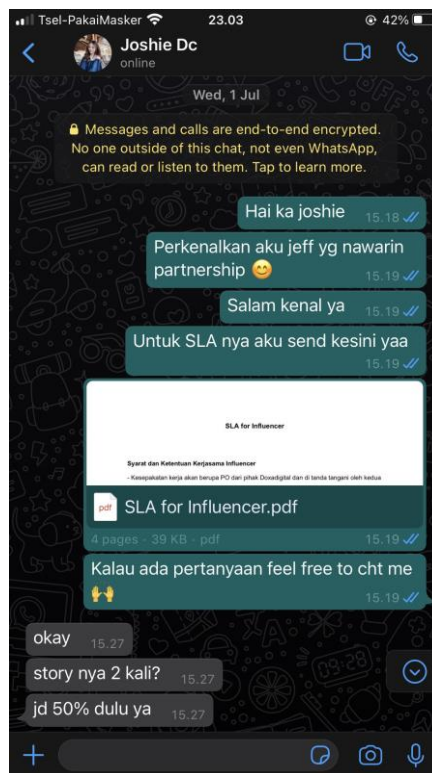 Tsel-PakaiMasker
23.03
42%
Joshie Dc
online
Wed, 1 Jul
Messages and calls are end-to-end encrypted.
No one outside of this chat, not even WhatsApp,
can read or listen to them. Tap to learn more.
Hai ka joshie 15.18
Perkenalkan aku jeff yg nawarin
partnership 😊 15.19
Salam kenal ya 15.19
Untuk SLA nya aku send kesini yaa
15.19
SLA for Influencer
Syarat dan Ketentuan Kerjasama Influencer
- Kesepakatan kerja akan berupa PO dari pihak Doxadigital dan di tanda tangani oleh kedua
pdf
SLA for Influencer.pdf
4 pages - 39 KB - pdf 15.19
Kalau ada pertanyaan feel free to cht me
🙌 15.19
okay 15.27
story nya 2 kali? 15.27
jd 50% dulu ya 15.27